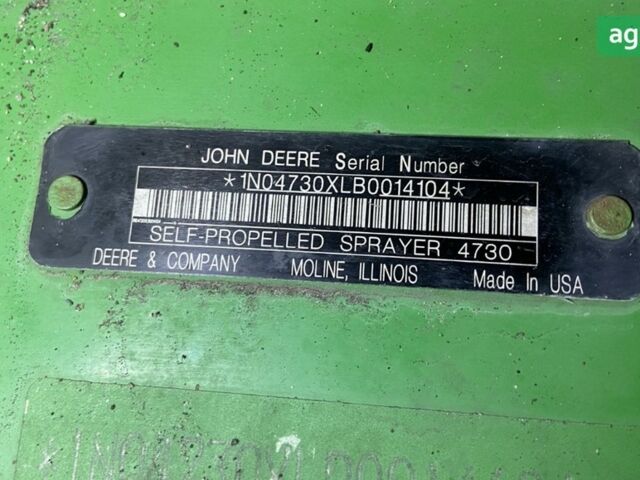 ag
JOHN DEERE Serial Number
*1N04730XLB0014104*
SELF-PROPELLED SPRAYER 4730
DEERE & COMPANY MOLINE, ILLINOIS Made In USA